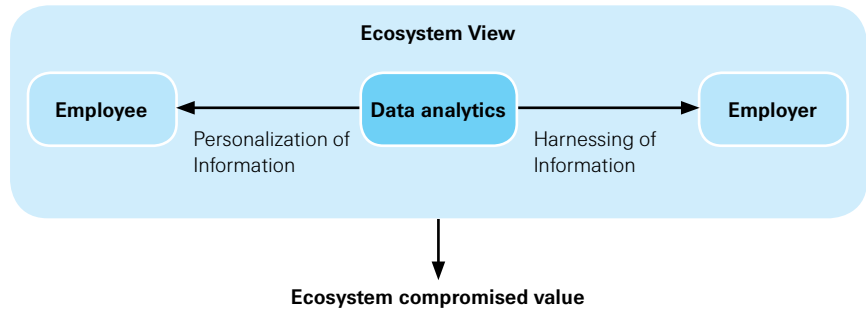 Ecosystem View
Employee
Data analytics
Employer
Personalization of
Information
Harnessing of
Information
Ecosystem compromised value